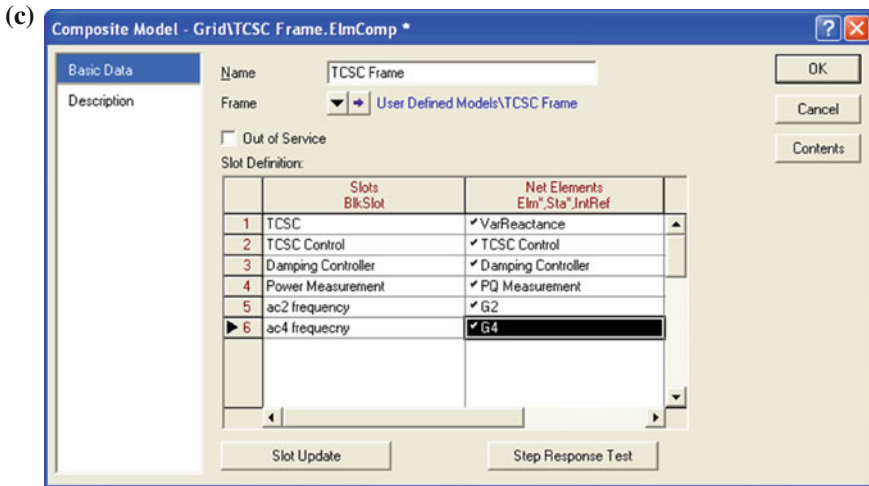 (c)
Composite Model - Grid\TCSC Frame.ElmComp *
Basic Data
Description
Name TCSC Frame
Frame User Defined Models\TCSC Frame
Out of Service
Slot Definition:
Slots Net Elements
BlkSlot Elm*,Sta*,IntRef
1 TCSC VarReactance
2 TCSC Control TCSC Control
3 Damping Controller Damping Controller
4 Power Measurement PQ Measurement
5 ac2 frequency G2
6 ac4 frequecny G4
Slot Update Step Response Test
OK
Cancel
Contents